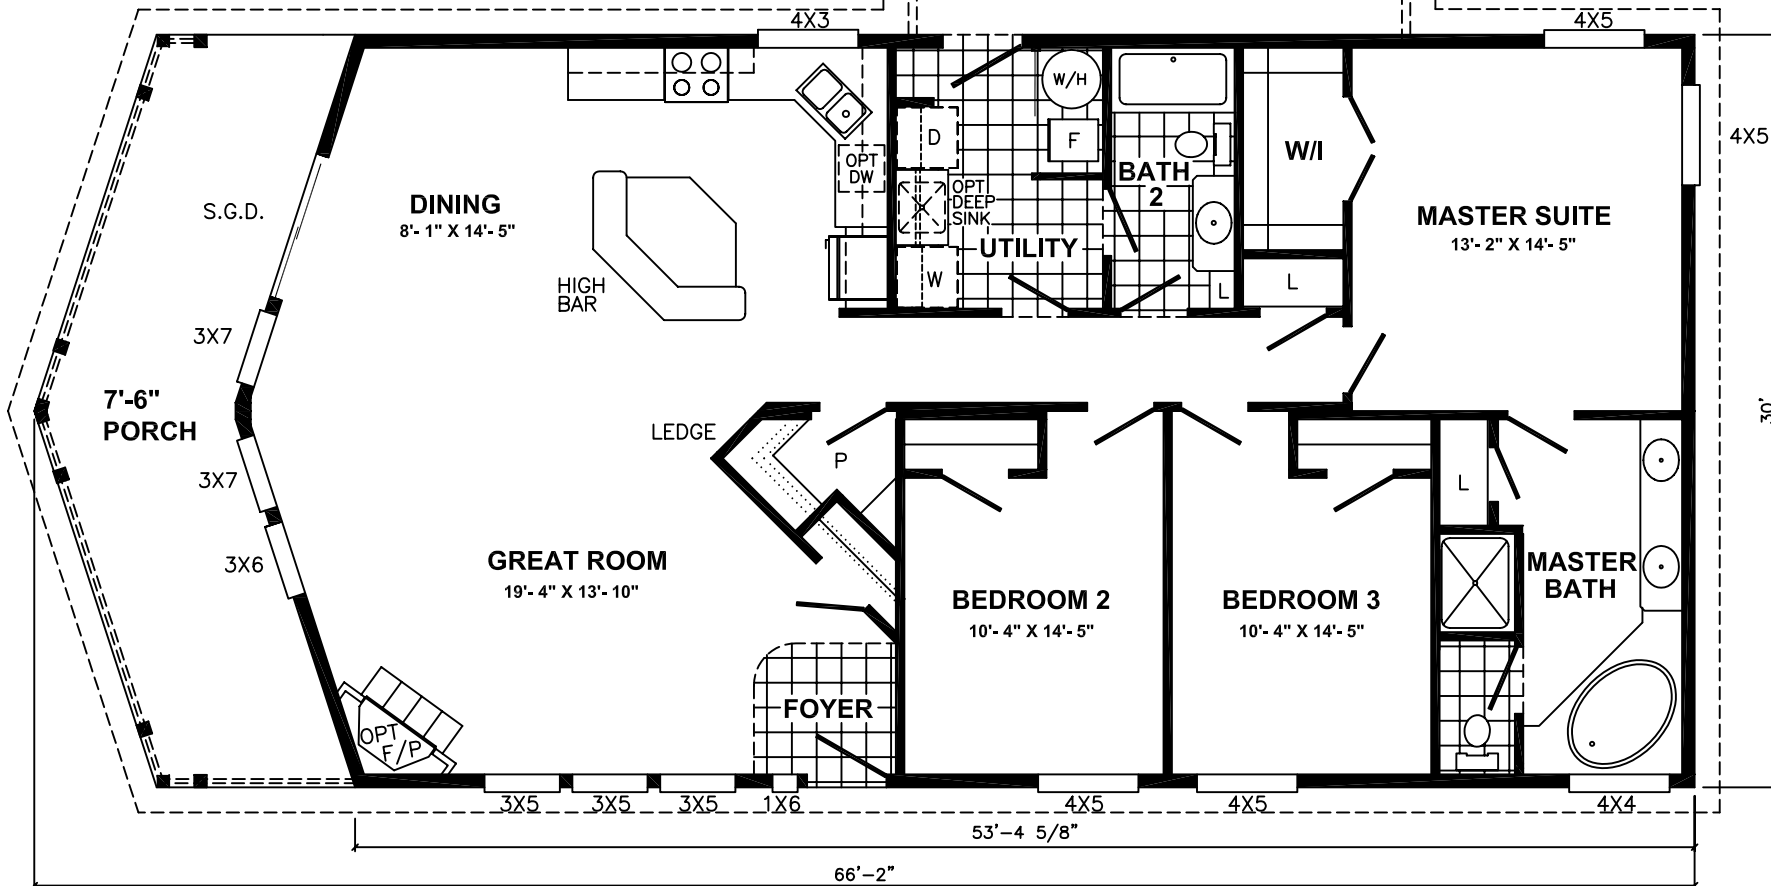 4X3
4X5
4X5
W/H
D
F
OPT
DW
OPT
DEEP
SINK
BATH
2
W/I
DINING
8'- 1" X 14'- 5"
S.G.D.
MASTER SUITE
13'- 2" X 14'- 5"
UTILITY
HIGH
BAR
W
L
L
3X7
7'-6"
PORCH
30'
LEDGE
P
3X7
L
3X6
GREAT ROOM
19'- 4" X 13'- 10"
BEDROOM 2
10'- 4" X 14'- 5"
BEDROOM 3
10'- 4" X 14'- 5"
MASTER
BATH
FOYER
OPT
F/P
3X5
3X5
3X5
1X6
4X5
4X5
4X4
53'-4 5/8"
66'-2"